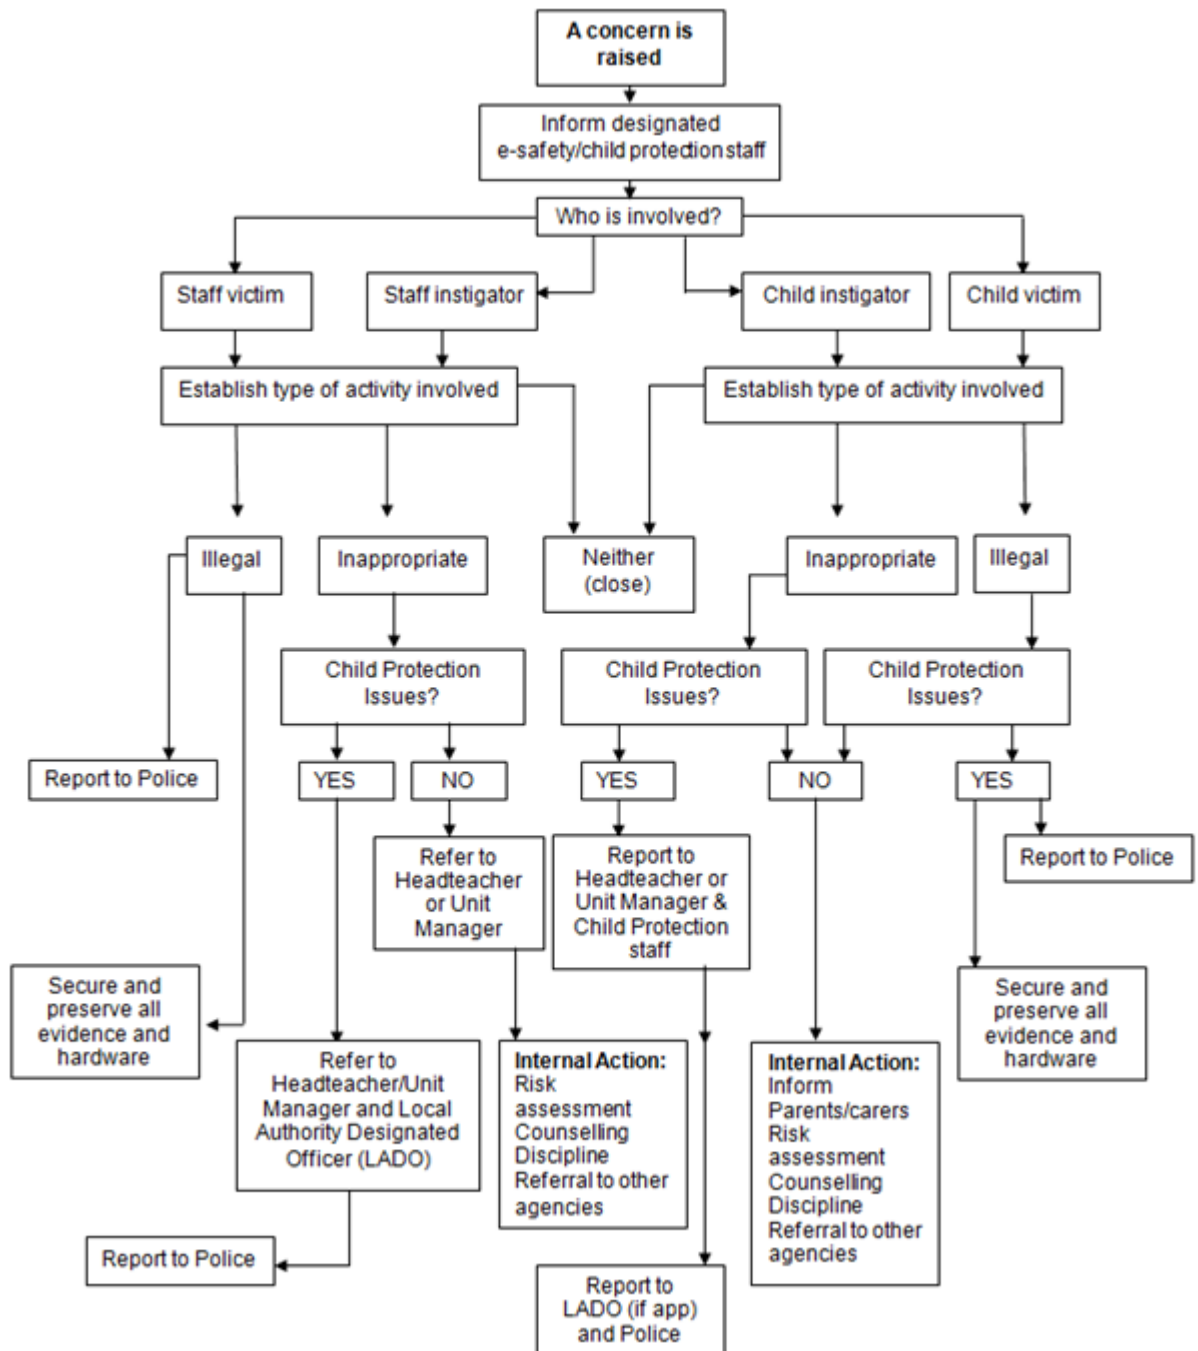 A concern is
raised
Inform designated
e-safety/child protection staff
Who is involved?
Staff victim
Staff instigator
Child instigator
Child victim
Establish type of activity involved
Establish type of activity involved
Illegal
Inappropriate
Neither
(close)
Inappropriate
Illegal
Child Protection
Issues?
Child Protection
Issues?
Child Protection
Issues?
Report to Police
YES
NO
YES
NO
YES
Refer to
Headteacher
or Unit
Manager
Report to
Headteacher or
Unit Manager &
Child Protection
staff
Report to Police
Secure and
preserve all
evidence and
hardware
Secure and
preserve all
evidence and
hardware
Refer to
Headteacher/Unit
Manager and Local
Authority Designated
Officer (LADO)
Internal Action:
Risk
assessment
Counselling
Discipline
Referral to other
agencies
Internal Action:
Inform
Parents/carers
Risk
assessment
Counselling
Discipline
Referral to other
agencies
Report to Police
Report to
LADO (if app)
and Police